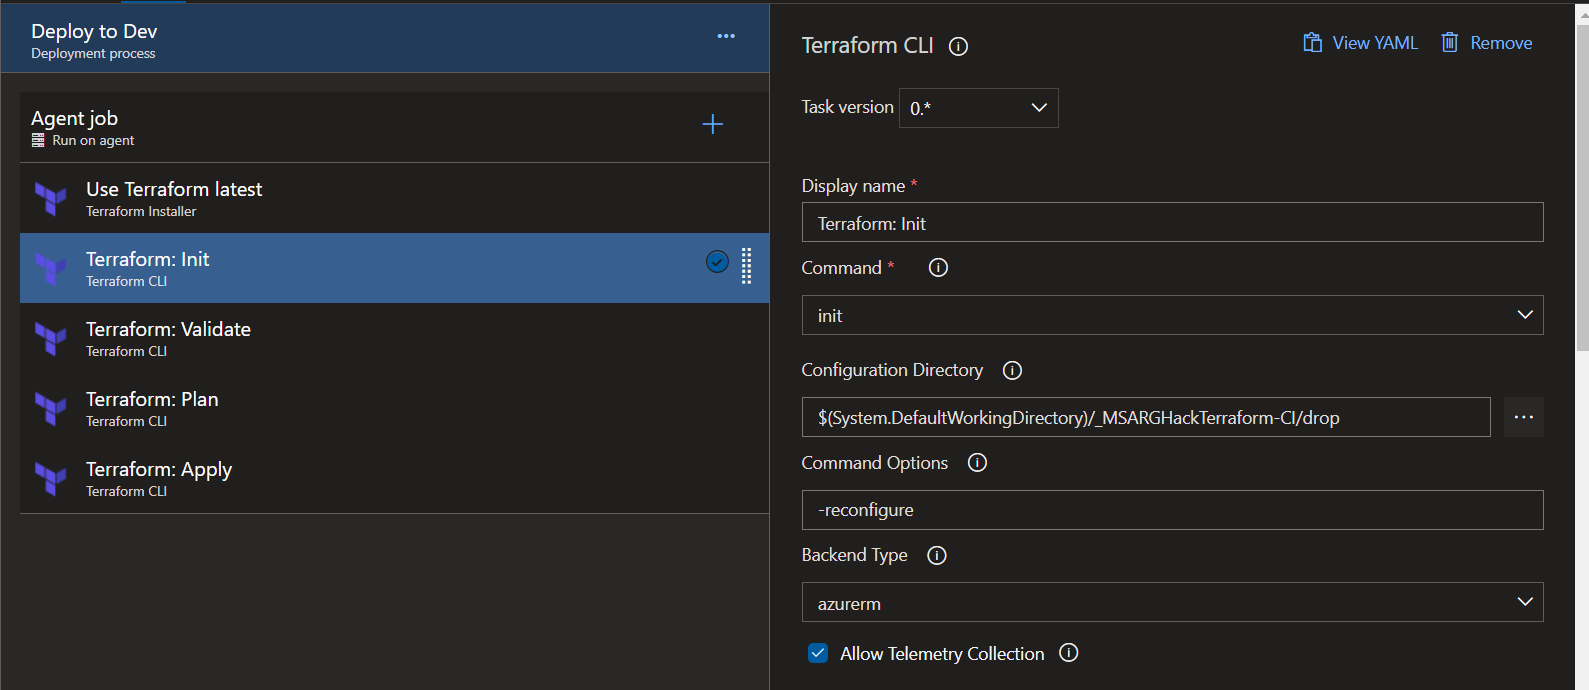 Deploy to Dev
Deployment process
Agent job
Run on agent
Use Terraform latest
Terraform Installer
Terraform: Init
Terraform CLI
Terraform: Validate
Terraform CLI
Terraform: Plan
Terraform CLI
Terraform: Apply
Terraform CLI
Terraform CLI
View YAML
Remove
Task version
0.*
Display name *
Terraform: Init
Command *
init
Configuration Directory
$(System.DefaultWorkingDirectory)/_MSARGHackTerraform-CI/drop
Command Options
-reconfigure
Backend Type
azurerm
Allow Telemetry Collection